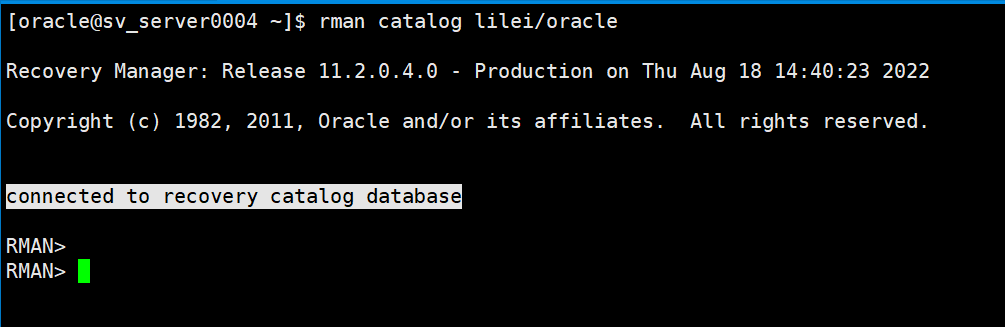 [oracle@sv_server0004 ~]$ rman catalog lilei/oracle
Recovery Manager: Release 11.2.0.4.0 - Production on Thu Aug 18 14:40:23 2022
Copyright (c) 1982, 2011, Oracle and/or its affiliates.  All rights reserved.
connected to recovery catalog database
RMAN>
RMAN>